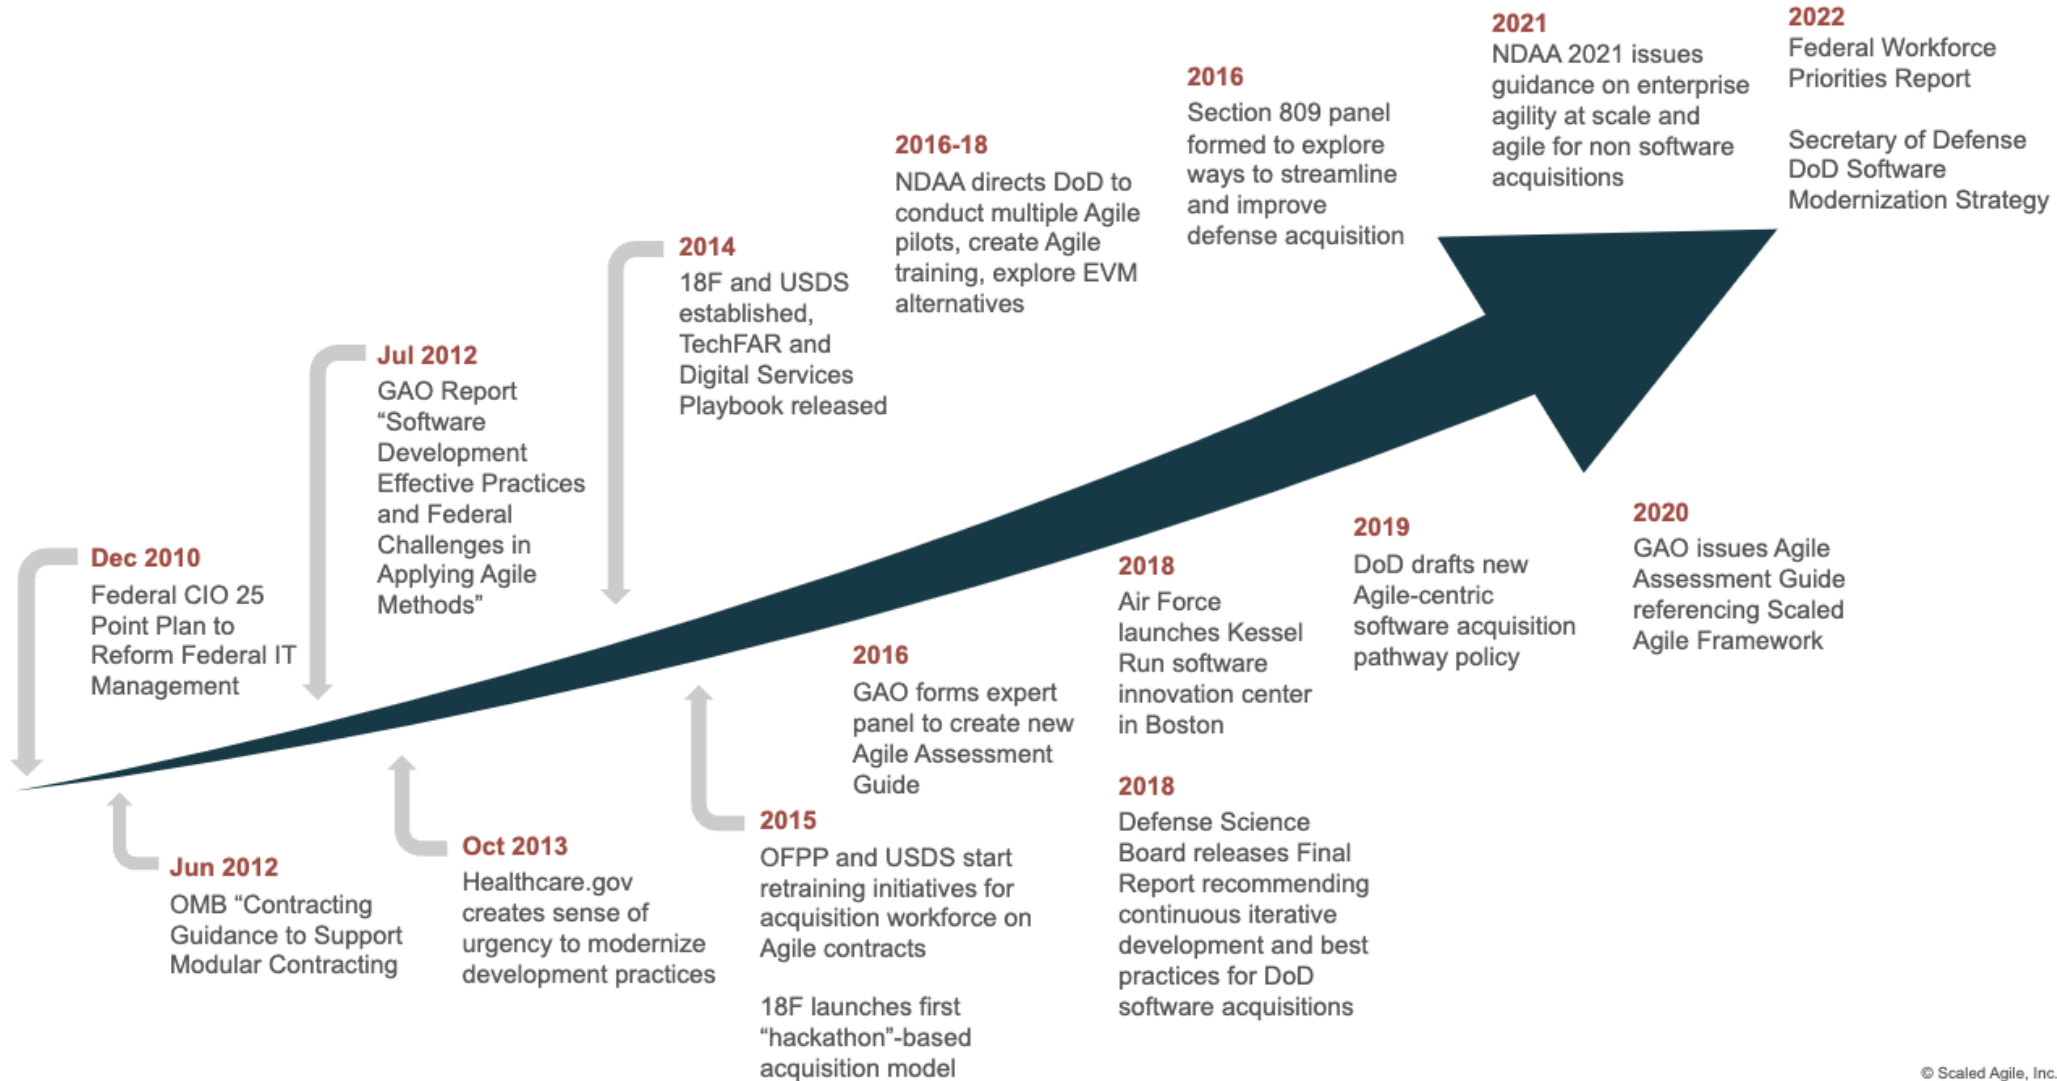 Dec 2010
Federal CIO 25
Point Plan to
Reform Federal IT
Management
Jun 2012
OMB “Contracting
Guidance to Support
Modular Contracting
Jul 2012
GAO Report
“Software
Development
Effective Practices
and Federal
Challenges in
Applying Agile
Methods”
Oct 2013
Healthcare.gov
creates sense of
urgency to modernize
development practices
2014
18F and USDS
established,
TechFAR and
Digital Services
Playbook released
2015
OFPP and USDS start
retraining initiatives for
acquisition workforce on
Agile contracts
18F launches first
“hackathon”-based
acquisition model
2016-18
NDAA directs DoD to
conduct multiple Agile
pilots, create Agile
training, explore EVM
alternatives
2016
GAO forms expert
panel to create new
Agile Assessment
Guide
2016
Section 809 panel
formed to explore
ways to streamline
and improve
defense acquisition
2018
Air Force
launches Kessel
Run software
innovation center
in Boston
2018
Defense Science
Board releases Final
Report recommending
continuous iterative
development and best
practices for DoD
software acquisitions
2019
DoD drafts new
Agile-centric
software acquisition
pathway policy
2020
GAO issues Agile
Assessment Guide
referencing Scaled
Agile Framework
2021
NDAA 2021 issues
guidance on enterprise
agility at scale and
agile for non software
acquisitions
2022
Federal Workforce
Priorities Report
Secretary of Defense
DoD Software
Modernization Strategy
© Scaled Agile, Inc.